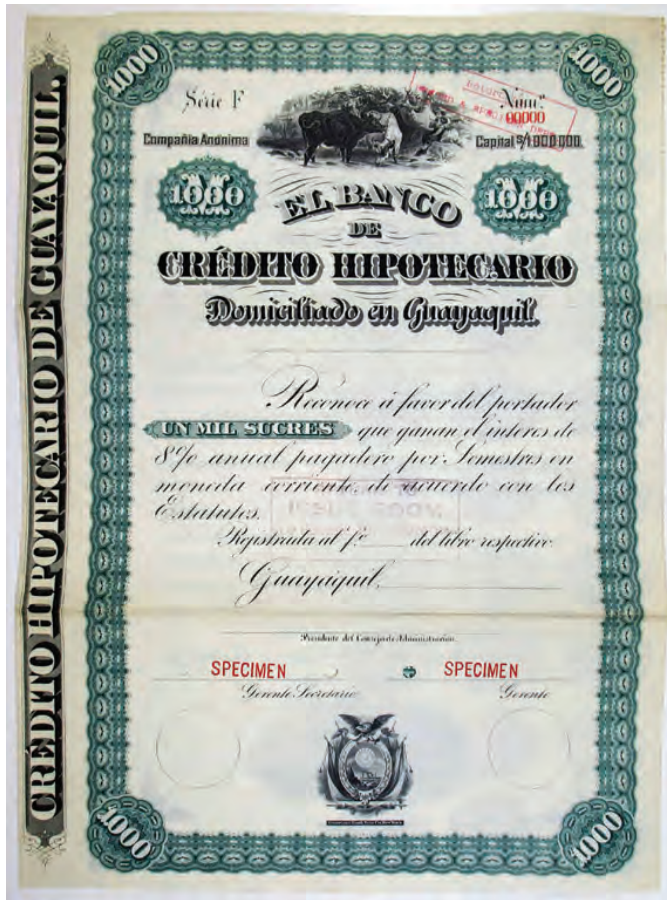 1000
1000
Série F
Núm.o
00000
Compañia Anónima
Capital S/1.000.000.
1000
1000
EL BANCO
DE
CRÉDITO HIPOTECARIO
Domiciliado en Guayaquil.
Reconoce á favor del portador
UN MIL SUCRES que ganan el interes de
8% anual pagadero por Semestres en
moneda corriente, de acuerdo con los
Estatutos.
Registrada al f.o del libro respectivo.
Guayaquil,
Presidente del Consejo de Administración.
SPECIMEN
SPECIMEN
Gerente Secretario
Gerente
1000
1000
CRÉDITO HIPOTECARIO DE GUAYAQUIL.